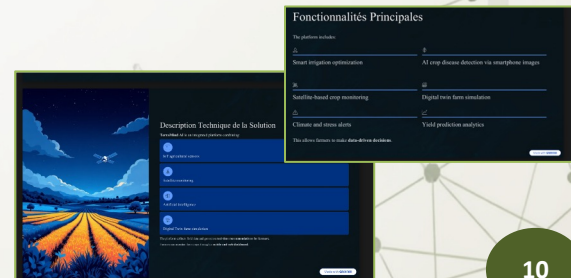 Fonctionnalités Principales
The platform includes:
Smart irrigation optimization
AI crop disease detection via smartphone images
Satellite-based crop monitoring
Digital twin farm simulation
Climate and stress alerts
Yield prediction analytics
This allows farmers to make data-driven decisions.
Description Technique de la Solution
IoT agricultural sensors
Satellite monitoring
Artificial intelligence
Digital Twin farm simulation
10